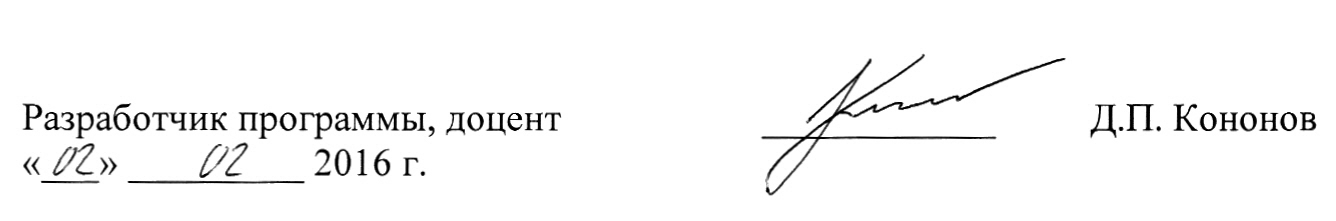 Разработчик программы, доцент Д.П. Кононов
«02» 02 2016 г.